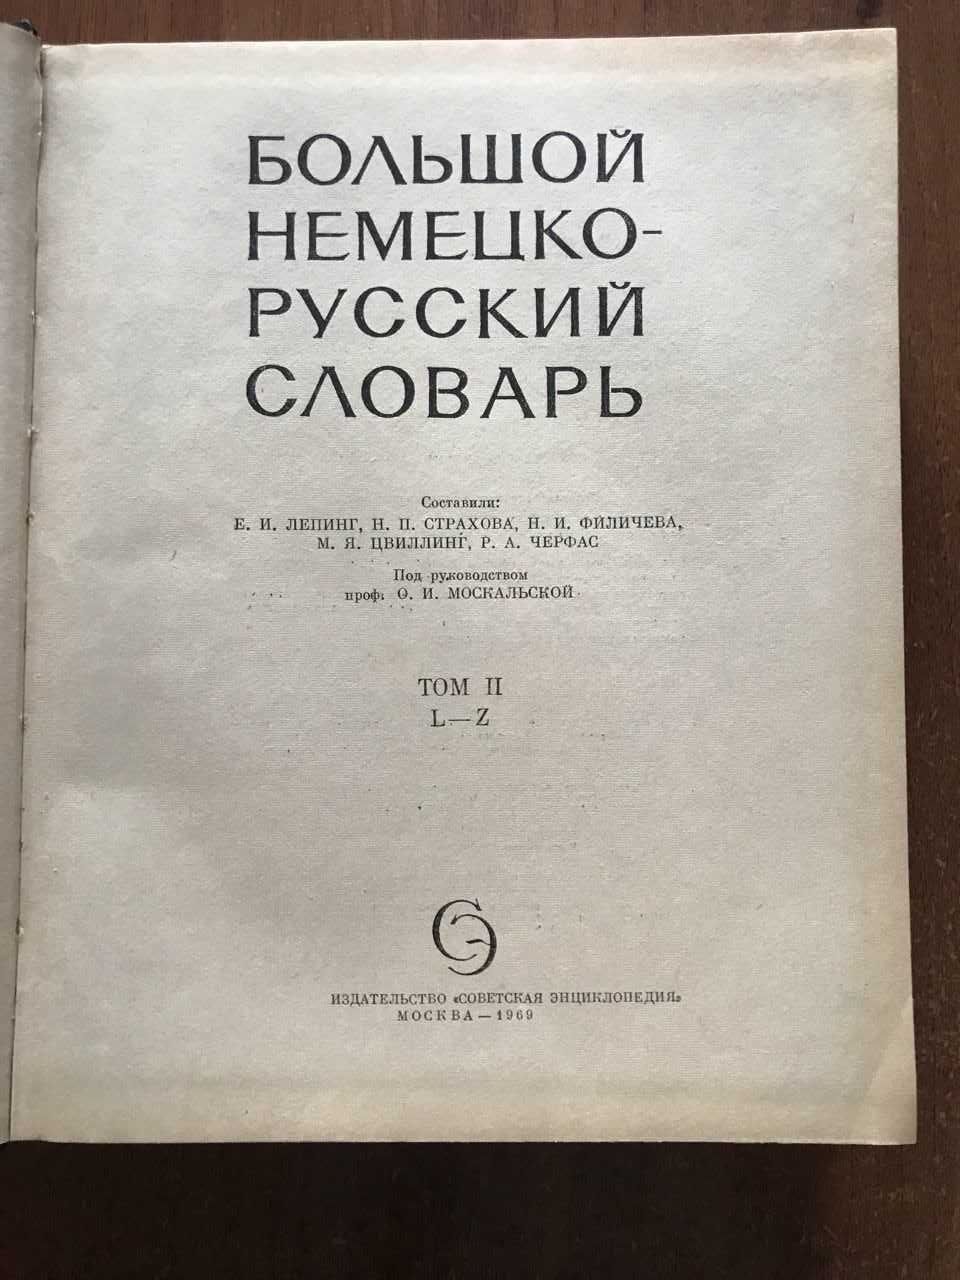 БОЛЬШОЙ
НЕМЕЦКО-
РУССКИЙ
СЛОВАРЬ
Составили:
Е. И. ЛЕПИНГ, Н. П. СТРАХОВА, Н. И. ФИЛИЧЕВА,
М. Я. ЦВИЛЛИНГ, Р. А. ЧЕРФАС
Под руководством
проф. О. И. МОСКАЛЬСКОЙ
ТОМ II
L—Z
СЭ
ИЗДАТЕЛЬСТВО «СОВЕТСКАЯ ЭНЦИКЛОПЕДИЯ»
МОСКВА — 1969